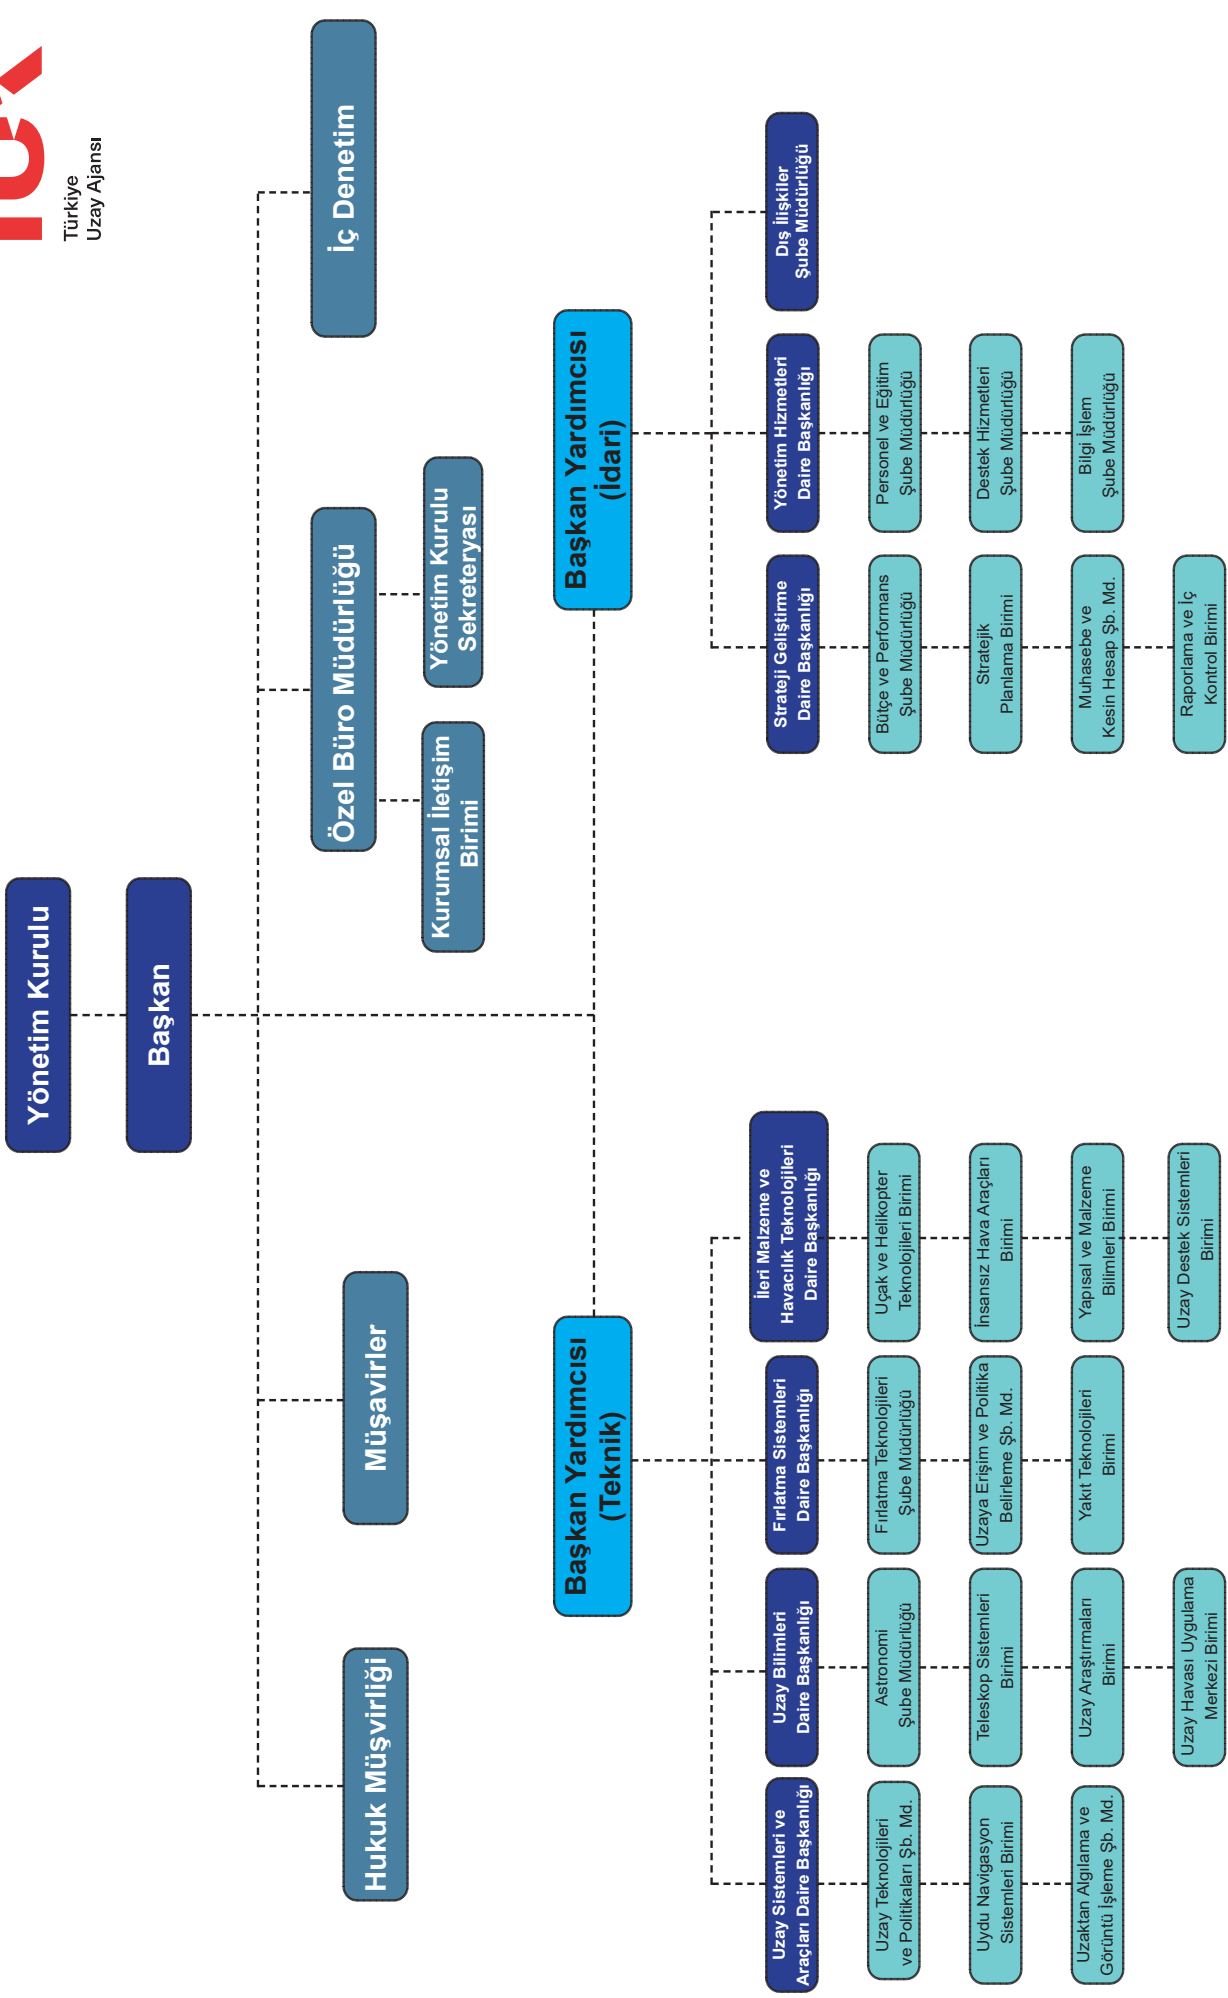 Türkiye
Uzay Ajansı
Yönetim Kurulu
Başkan
Hukuk Müşvirliği
Müşavirler
Özel Büro Müdürlüğü
İç Denetim
Kurumsal İletişim
Birimi
Yönetim Kurulu
Sekreteryası
Başkan Yardımcısı
(Teknik)
Başkan Yardımcısı
(İdari)
Uzay Sistemleri ve
Araçları Daire Başkanlığı
Uzay Teknolojileri
ve Politikaları Şb. Md.
Uydu Navigasyon
Sistemleri Birimi
Uzaktan Algılama ve
Görüntü İşleme Şb. Md.
Uzay Bilimleri
Daire Başkanlığı
Astronomi
Şube Müdürlüğü
Teleskop Sistemleri
Birimi
Uzay Araştırmaları
Birimi
Uzay Havası Uygulama
Merkezi Birimi
Fırlatma Sistemleri
Daire Başkanlığı
Fırlatma Teknolojileri
Şube Müdürlüğü
Uzaya Erişim ve Politika
Belirleme Şb. Md.
Yakıt Teknolojileri
Birimi
İleri Malzeme ve
Havacılık Teknolojileri
Daire Başkanlığı
Uçak ve Helikopter
Teknolojileri Birimi
İnsansız Hava Araçları
Birimi
Yapısal ve Malzeme
Bilimleri Birimi
Uzay Destek Sistemleri
Birimi
Strateji Geliştirme
Daire Başkanlığı
Bütçe ve Performans
Şube Müdürlüğü
Stratejik
Planlama Birimi
Muhasebe ve
Kesin Hesap Şb. Md.
Raporlama ve İç
Kontrol Birimi
Yönetim Hizmetleri
Daire Başkanlığı
Personel ve Eğitim
Şube Müdürlüğü
Destek Hizmetleri
Şube Müdürlüğü
Bilgi İşlem
Şube Müdürlüğü
Dış İlişkiler
Şube Müdürlüğü